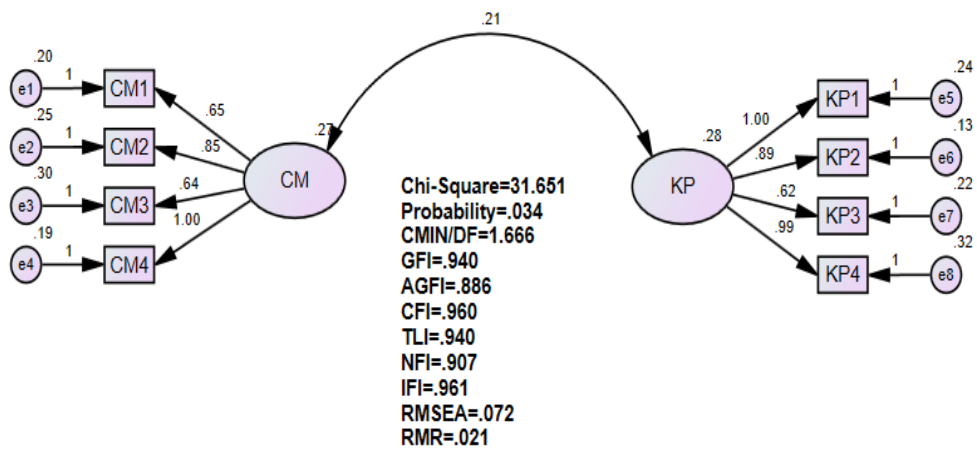 .21
.20
e1
1
CM1
.65
.25
e2
1
CM2
.85
.30
e3
1
CM3
.64
.19
e4
1
CM4
1.00
.27
CM
Chi-Square=31.651
Probability=.034
CMIN/DF=1.666
GFI=.940
AGFI=.886
CFI=.960
TLI=.940
NFI=.907
IFI=.961
RMSEA=.072
RMR=.021
.28
KP
1.00
KP1
1
.24
e5
.89
KP2
1
.13
e6
.62
KP3
1
.22
e7
.99
KP4
1
.32
e8